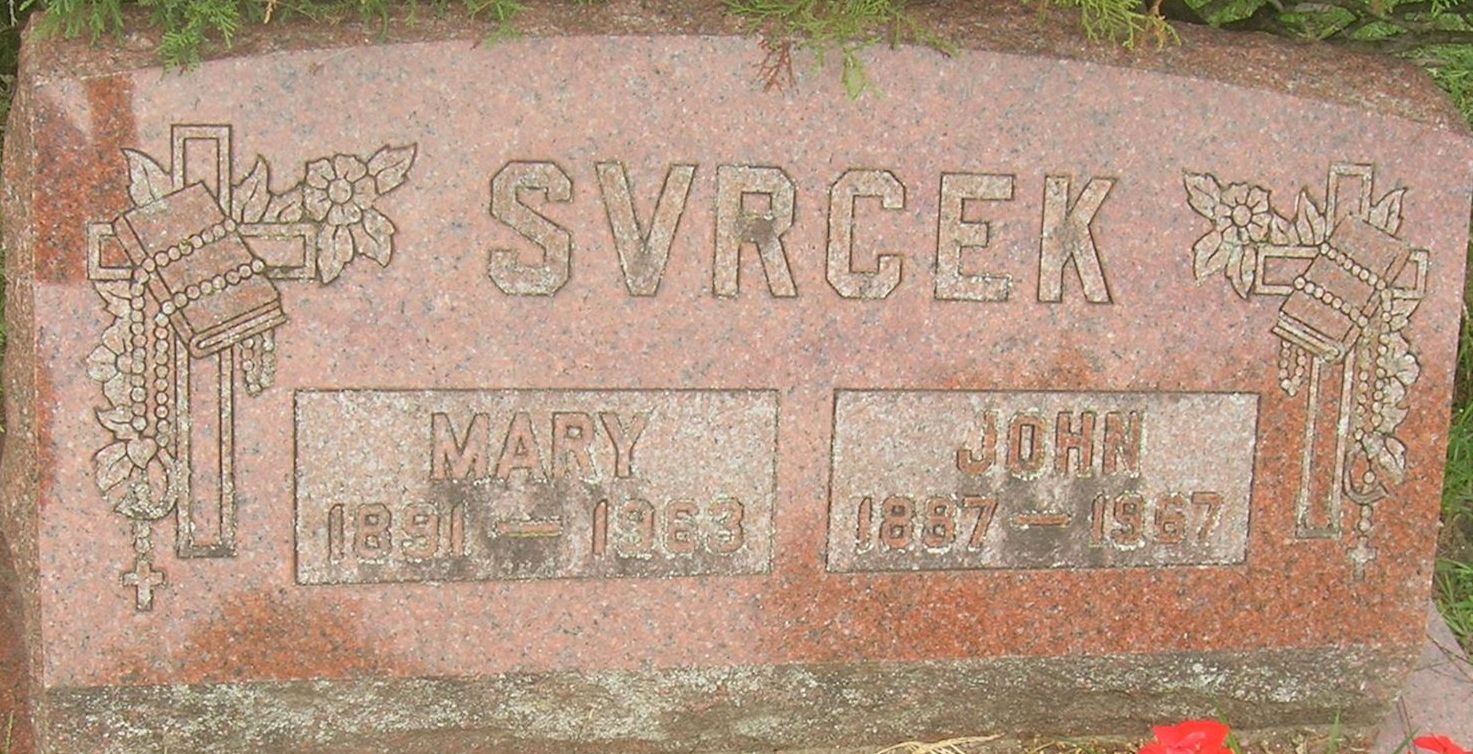 SVRCEK
MARY
1891 — 1963
JOHN
1887 — 1967